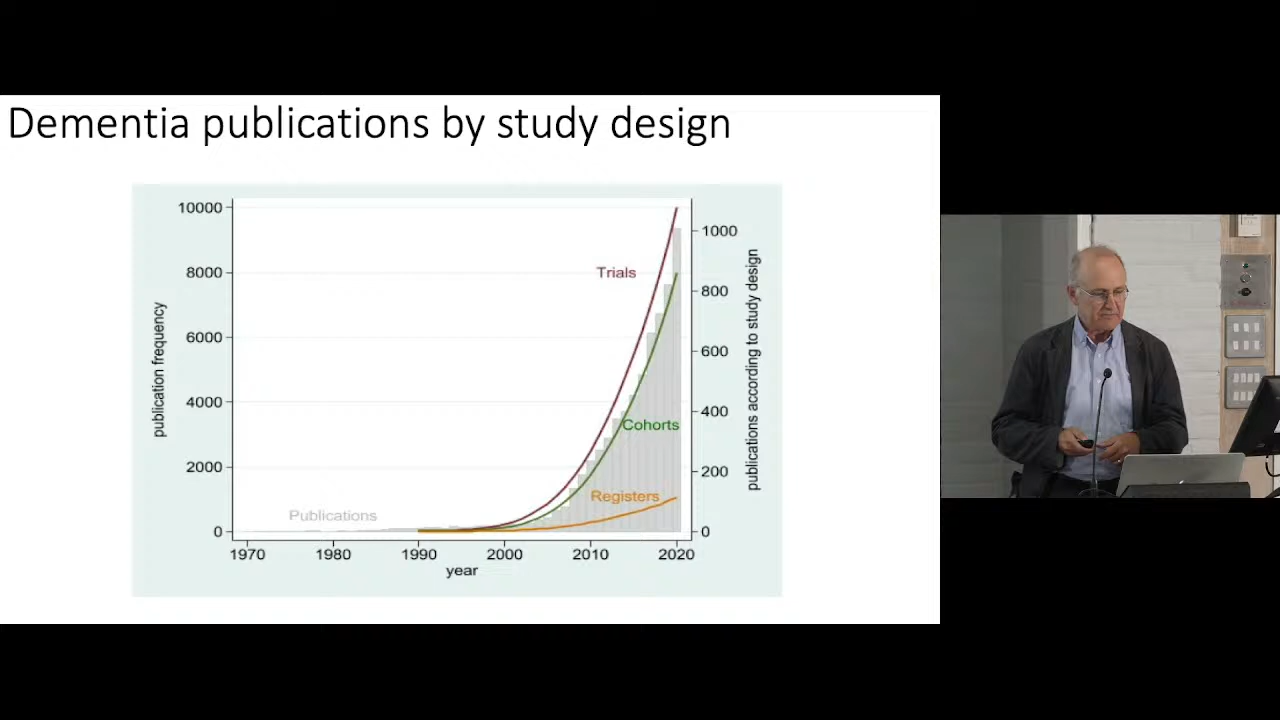 Dementia publications by study design
10000
8000
6000
4000
2000
0
publication frequency
1000
800
600
400
200
0
publications according to study design
Trials
Cohorts
Registers
Publications
1970 1980 1990 2000 2010 2020
year